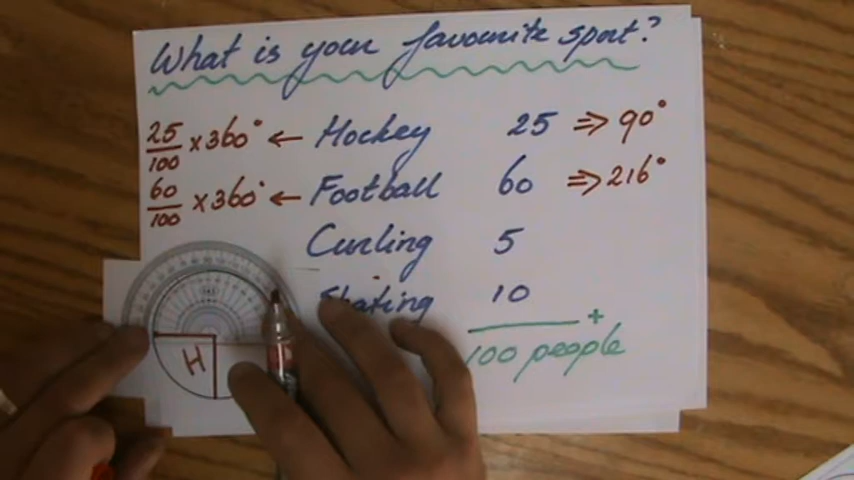 What is your favourite sport?
25/100 x 360° ← Hockey 25 ⇒ 90°
60/100 x 360° ← Football 60 ⇒ 216°
Curling 5
Skating 10
+
100 people
H